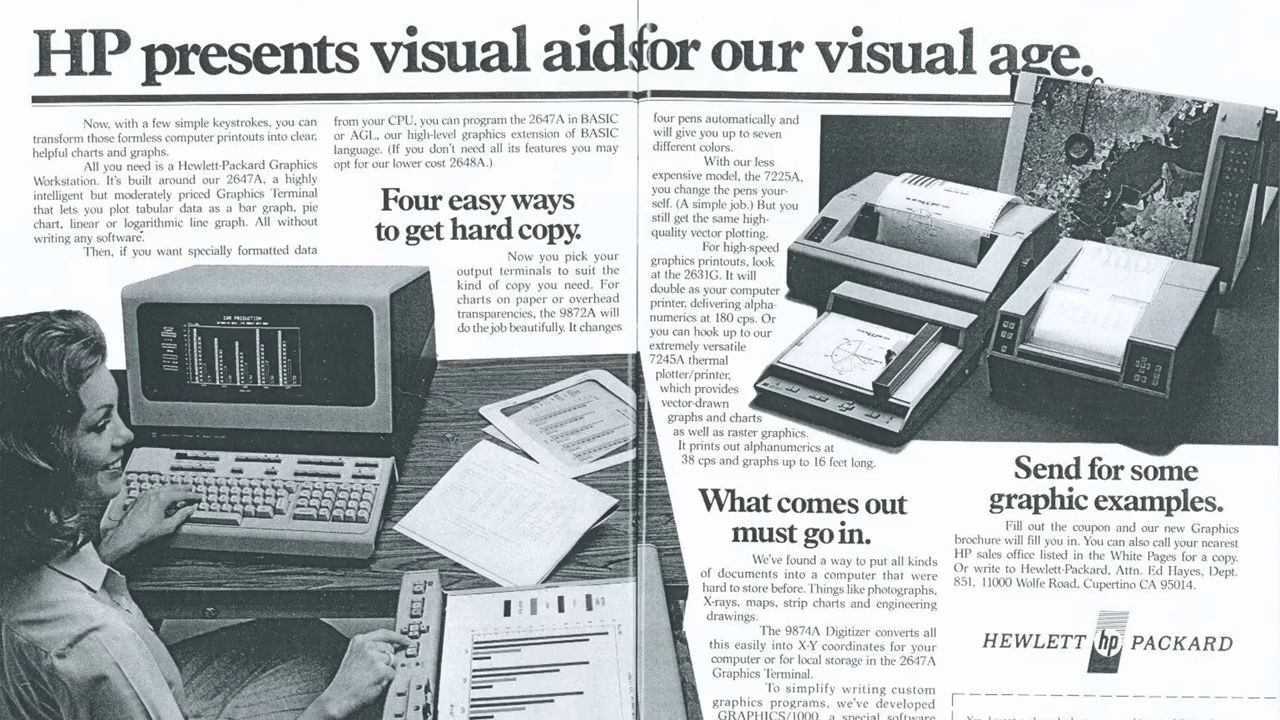 HP presents visual aids for our visual age.
Now, with a few simple keystrokes, you can
transform those formless computer printouts into clear,
helpful charts and graphs.
All you need is a Hewlett-Packard Graphics
Workstation. It's built around our 2647A, a highly
intelligent but moderately priced Graphics Terminal
that lets you plot tabular data as a bar graph, pie
chart, linear or logarithmic line graph. All without
writing any software.
Then, if you want specially formatted data
from your CPU, you can program the 2647A in BASIC
or AGL, our high-level graphics extension of BASIC
language. (If you don't need all its features you may
opt for our lower cost 2648A.)
Four easy ways
to get hard copy.
Now you pick your
output terminals to suit the
kind of copy you need. For
charts on paper or overhead
transparencies, the 9872A will
do the job beautifully. It changes
four pens automatically and
will give you up to seven
different colors.
With our less
expensive model, the 7225A,
you change the pens your-
self. (A simple job.) But you
still get the same high-
quality vector plotting.
For high-speed
graphics printouts, look
at the 2631G. It will
double as your computer
printer, delivering alpha-
numerics at 180 cps. Or
you can hook up to our
extremely versatile
7245A thermal
plotter/printer,
which provides
vector-drawn
graphs and charts
as well as raster graphics.
It prints out alphanumerics at
38 cps and graphs up to 16 feet long.
What comes out
must go in.
We've found a way to put all kinds
of documents into a computer that were
hard to store before. Things like photographs,
X-rays, maps, strip charts and engineering
drawings.
The 9874A Digitizer converts all
this easily into X-Y coordinates for your
computer or for local storage in the 2647A
Graphics Terminal.
To simplify writing custom
graphics programs, we've developed
GRAPHICS/1000, a special software
Send for some
graphic examples.
Fill out the coupon and our new Graphics
brochure will fill you in. You can also call your nearest
HP sales office listed in the White Pages for a copy.
Or write to Hewlett-Packard, Attn. Ed Hayes, Dept.
851, 11000 Wolfe Road, Cupertino CA 95014.
HEWLETT hp PACKARD
CAR PRODUCTION